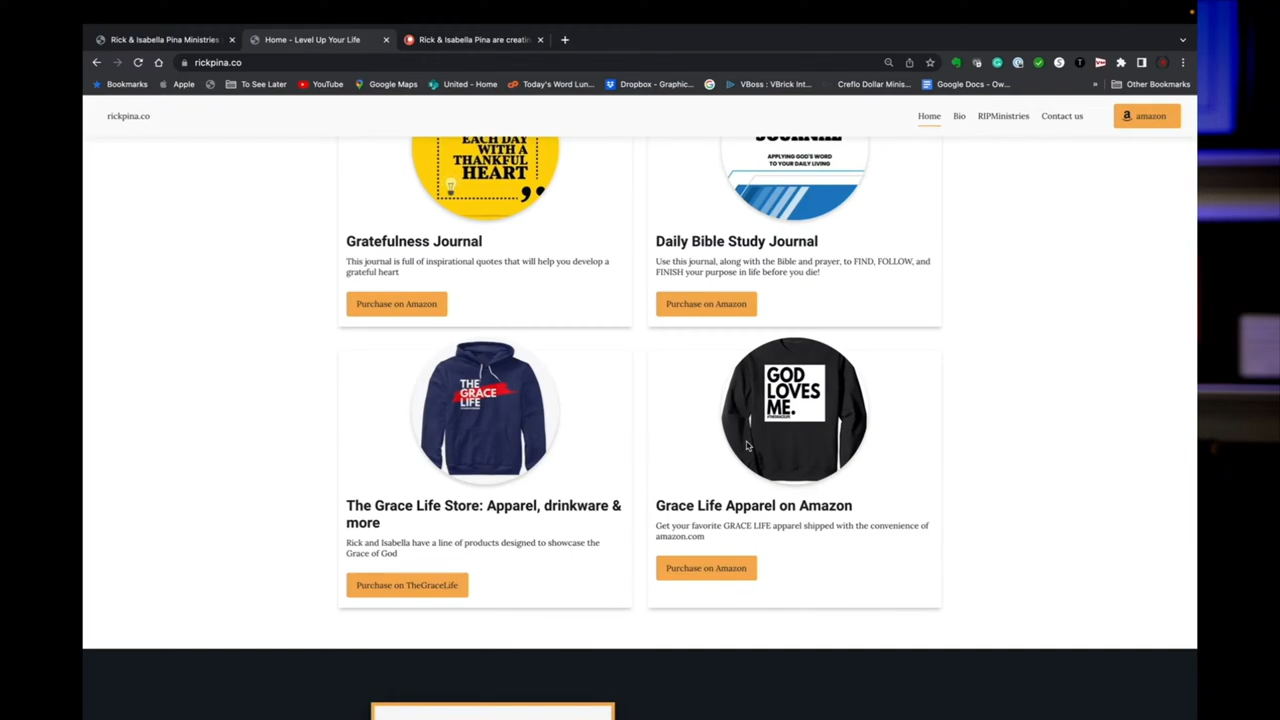 Rick & Isabella Pina Ministries
Home - Level Up Your Life
Rick & Isabella Pina are creatin
rickpina.co
Bookmarks
Apple
To See Later
YouTube
Google Maps
United - Home
Today's Word Lun...
Dropbox - Graphic...
VBoss : VBrick Int...
Creflo Dollar Minis...
Google Docs - Ow...
»
Other Bookmarks
rickpina.co
Home
Bio
RIPMinistries
Contact us
amazon
EACH DAY
WITH A
THANKFUL
HEART
JOURNAL
APPLYING GOD'S WORD
TO YOUR DAILY LIVING
Gratefulness Journal
This journal is full of inspirational quotes that will help you develop a
grateful heart
Purchase on Amazon
Daily Bible Study Journal
Use this journal, along with the Bible and prayer, to FIND, FOLLOW, and
FINISH your purpose in life before you die!
Purchase on Amazon
THE
GRACE
LIFE
GOD
LOVES
ME.
The Grace Life Store: Apparel, drinkware &
more
Rick and Isabella have a line of products designed to showcase the
Grace of God
Purchase on TheGraceLife
Grace Life Apparel on Amazon
Get your favorite GRACE LIFE apparel shipped with the convenience of
amazon.com
Purchase on Amazon